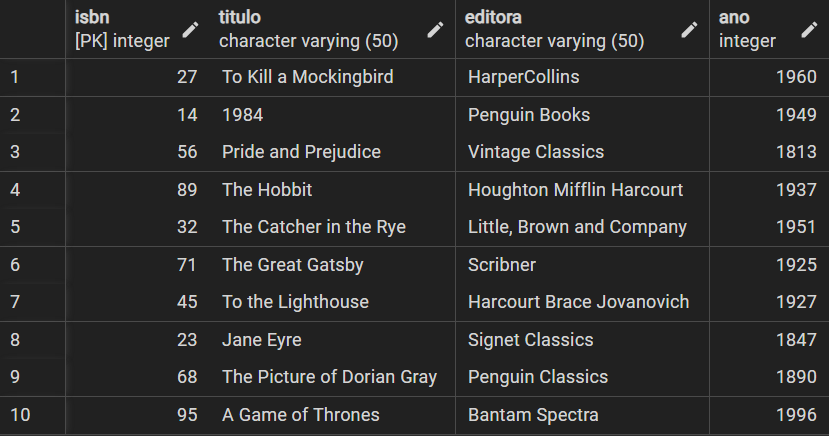 isbn titulo editora ano
[PK] integer character varying (50) character varying (50) integer
1 27 To Kill a Mockingbird HarperCollins 1960
2 14 1984 Penguin Books 1949
3 56 Pride and Prejudice Vintage Classics 1813
4 89 The Hobbit Houghton Mifflin Harcourt 1937
5 32 The Catcher in the Rye Little, Brown and Company 1951
6 71 The Great Gatsby Scribner 1925
7 45 To the Lighthouse Harcourt Brace Jovanovich 1927
8 23 Jane Eyre Signet Classics 1847
9 68 The Picture of Dorian Gray Penguin Classics 1890
10 95 A Game of Thrones Bantam Spectra 1996